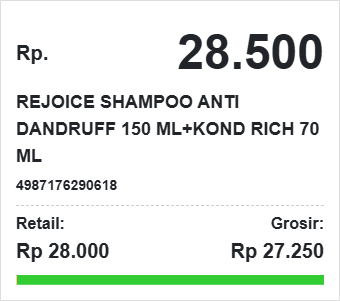 Rp. 28.500
REJOICE SHAMPOO ANTI
DANDRUFF 150 ML+KOND RICH 70
ML
4987176290618
Retail: Grosir:
Rp 28.000 Rp 27.250